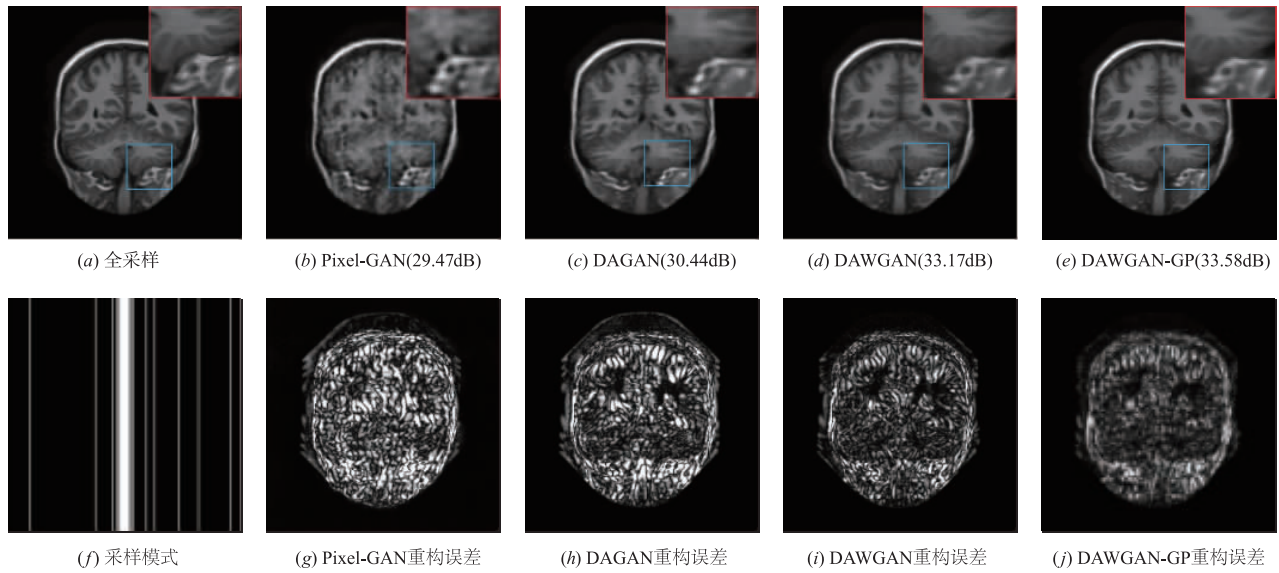 (a) 全采样
(b) Pixel-GAN(29.47dB)
(c) DAGAN(30.44dB)
(d) DAWGAN(33.17dB)
(e) DAWGAN-GP(33.58dB)
(f) 采样模式
(g) Pixel-GAN重构误差
(h) DAGAN重构误差
(i) DAWGAN重构误差
(j) DAWGAN-GP重构误差